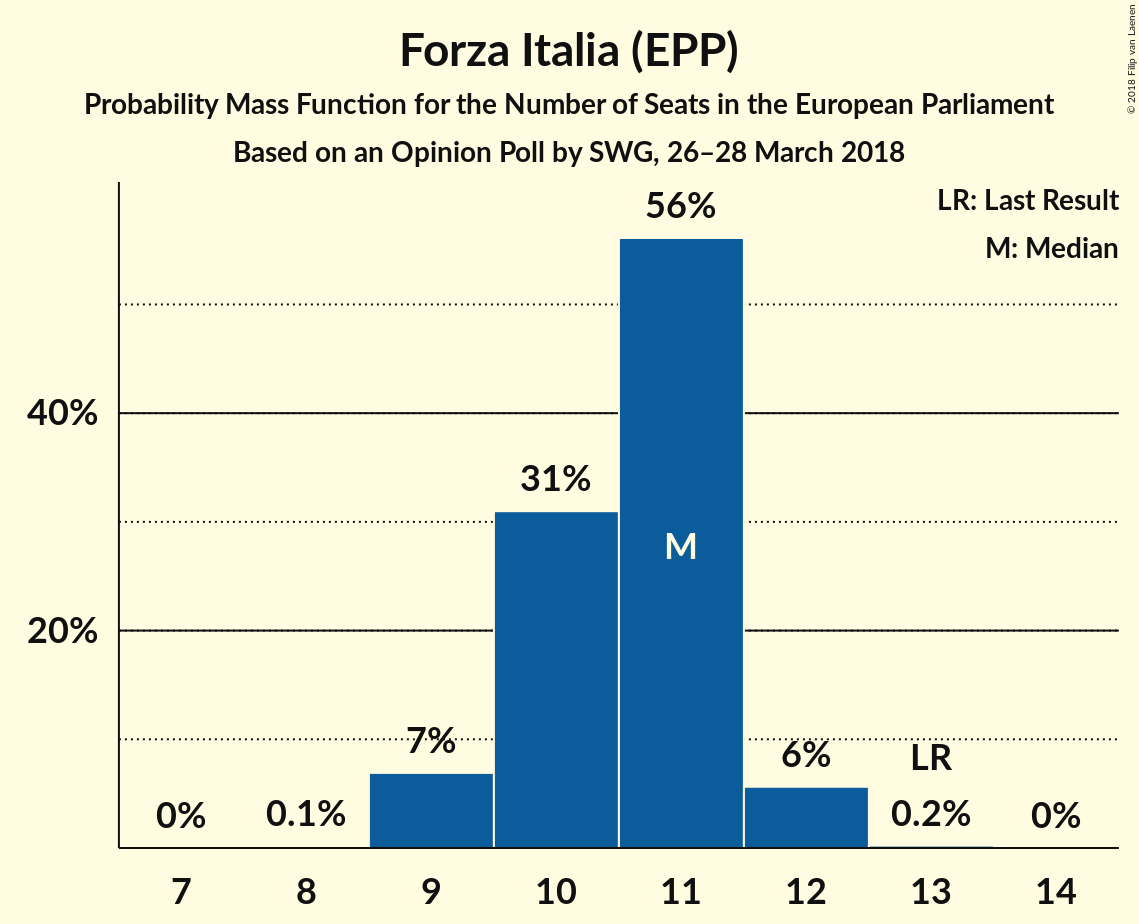 Forza Italia (EPP)
Probability Mass Function for the Number of Seats in the European Parliament
Based on an Opinion Poll by SWG, 26–28 March 2018
© 2018 Filip van Laenen
LR: Last Result
M: Median
56%
40%
31%
M
20%
7%
6%
LR
0%
0.1%
0.2%
0%
7
8
9
10
11
12
13
14